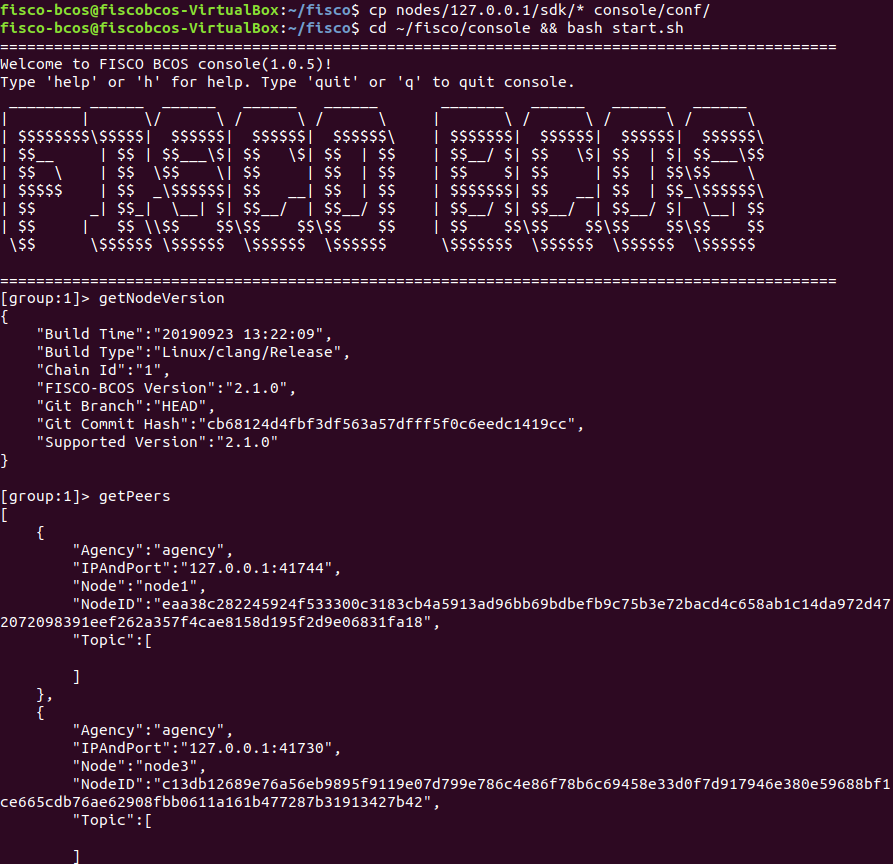 fisco-bcos@fiscobcos-VirtualBox:~/fisco$ cp nodes/127.0.0.1/sdk/* console/conf/
fisco-bcos@fiscobcos-VirtualBox:~/fisco$ cd ~/fisco/console && bash start.sh
=============================================================================================
Welcome to FISCO BCOS console(1.0.5)!
Type 'help' or 'h' for help. Type 'quit' or 'q' to quit console.
 ________ ______  ______   ______   ______       _______   ______   ______   ______
|        |      \/      \ /      \ /      \     |       \ /      \ /      \ /      \
| $$$$$$$$\$$$$$|  $$$$$$|  $$$$$$|  $$$$$$\    | $$$$$$$|  $$$$$$|  $$$$$$|  $$$$$$\
| $$__     | $$ | $$___\$| $$   \$| $$  | $$    | $$__/ $| $$   \$| $$  | $| $$___\$$
| $$  \    | $$  \$$    \| $$     | $$  | $$    | $$    $| $$     | $$  | $$\$$    \
| $$$$$    | $$  _\$$$$$$| $$   __| $$  | $$    | $$$$$$$| $$   __| $$  | $$_\$$$$$$\
| $$      _| $$_|  \__| $| $$__/  | $$__/ $$    | $$__/ $| $$__/  | $$__/ $|  \__| $$
| $$     |   $$ \\$$    $$\$$    $$\$$    $$    | $$    $$\$$    $$\$$    $$\$$    $$
 \$$      \$$$$$$ \$$$$$$  \$$$$$$  \$$$$$$      \$$$$$$$  \$$$$$$  \$$$$$$  \$$$$$$
=============================================================================================
[group:1]> getNodeVersion
{
    "Build Time":"20190923 13:22:09",
    "Build Type":"Linux/clang/Release",
    "Chain Id":"1",
    "FISCO-BCOS Version":"2.1.0",
    "Git Branch":"HEAD",
    "Git Commit Hash":"cb68124d4fbf3df563a57dfff5f0c6eedc1419cc",
    "Supported Version":"2.1.0"
}
[group:1]> getPeers
[
    {
        "Agency":"agency",
        "IPAndPort":"127.0.0.1:41744",
        "Node":"node1",
        "NodeID":"eaa38c282245924f533300c3183cb4a5913ad96bb69bdbefb9c75b3e72bacd4c658ab1c14da972d47
2072098391eef262a357f4cae8158d195f2d9e06831fa18",
        "Topic":[
        ]
    },
    {
        "Agency":"agency",
        "IPAndPort":"127.0.0.1:41730",
        "Node":"node3",
        "NodeID":"c13db12689e76a56eb9895f9119e07d799e786c4e86f78b6c69458e33d0f7d917946e380e59688bf1
ce665cdb76ae62908fbb0611a161b477287b31913427b42",
        "Topic":[
        ]